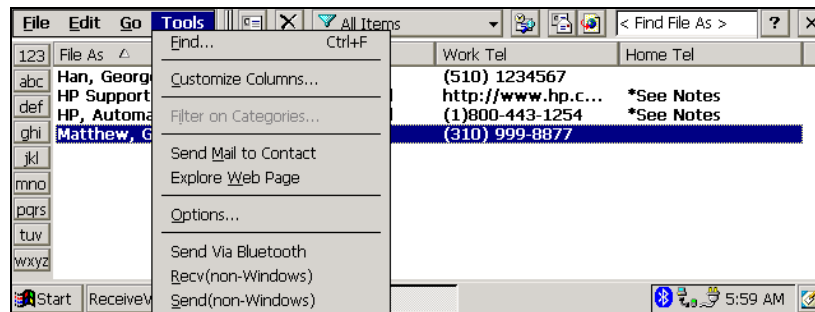 File Edit Go Tools All Items < Find File As > ? X
123 File As Work Tel Home Tel
abc
def
ghi
jkl
mno
pqrs
tuv
wxyz
Han, Georg (510) 1234567
HP Support http://www.hp.c... *See Notes
HP, Automa (1)800-443-1254 *See Notes
Matthew, G (310) 999-8877
Find... Ctrl+F
Customize Columns...
Filter on Categories...
Send Mail to Contact
Explore Web Page
Options...
Send Via Bluetooth
Recv(non-Windows)
Send(non-Windows)
Start Receive 5:59 AM